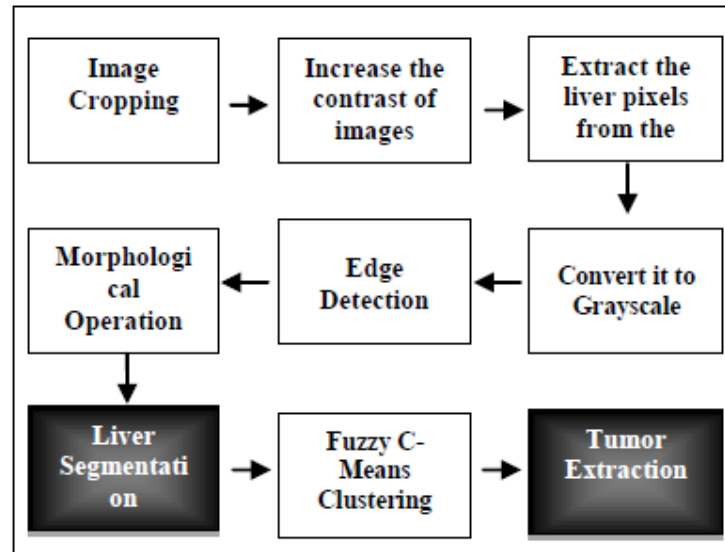 Image
Cropping
Increase the
contrast of
images
Extract the
liver pixels
from the
Convert it to
Grayscale
Edge
Detection
Morphologi
cal
Operation
Liver
Segmentati
on
Fuzzy C-
Means
Clustering
Tumor
Extraction